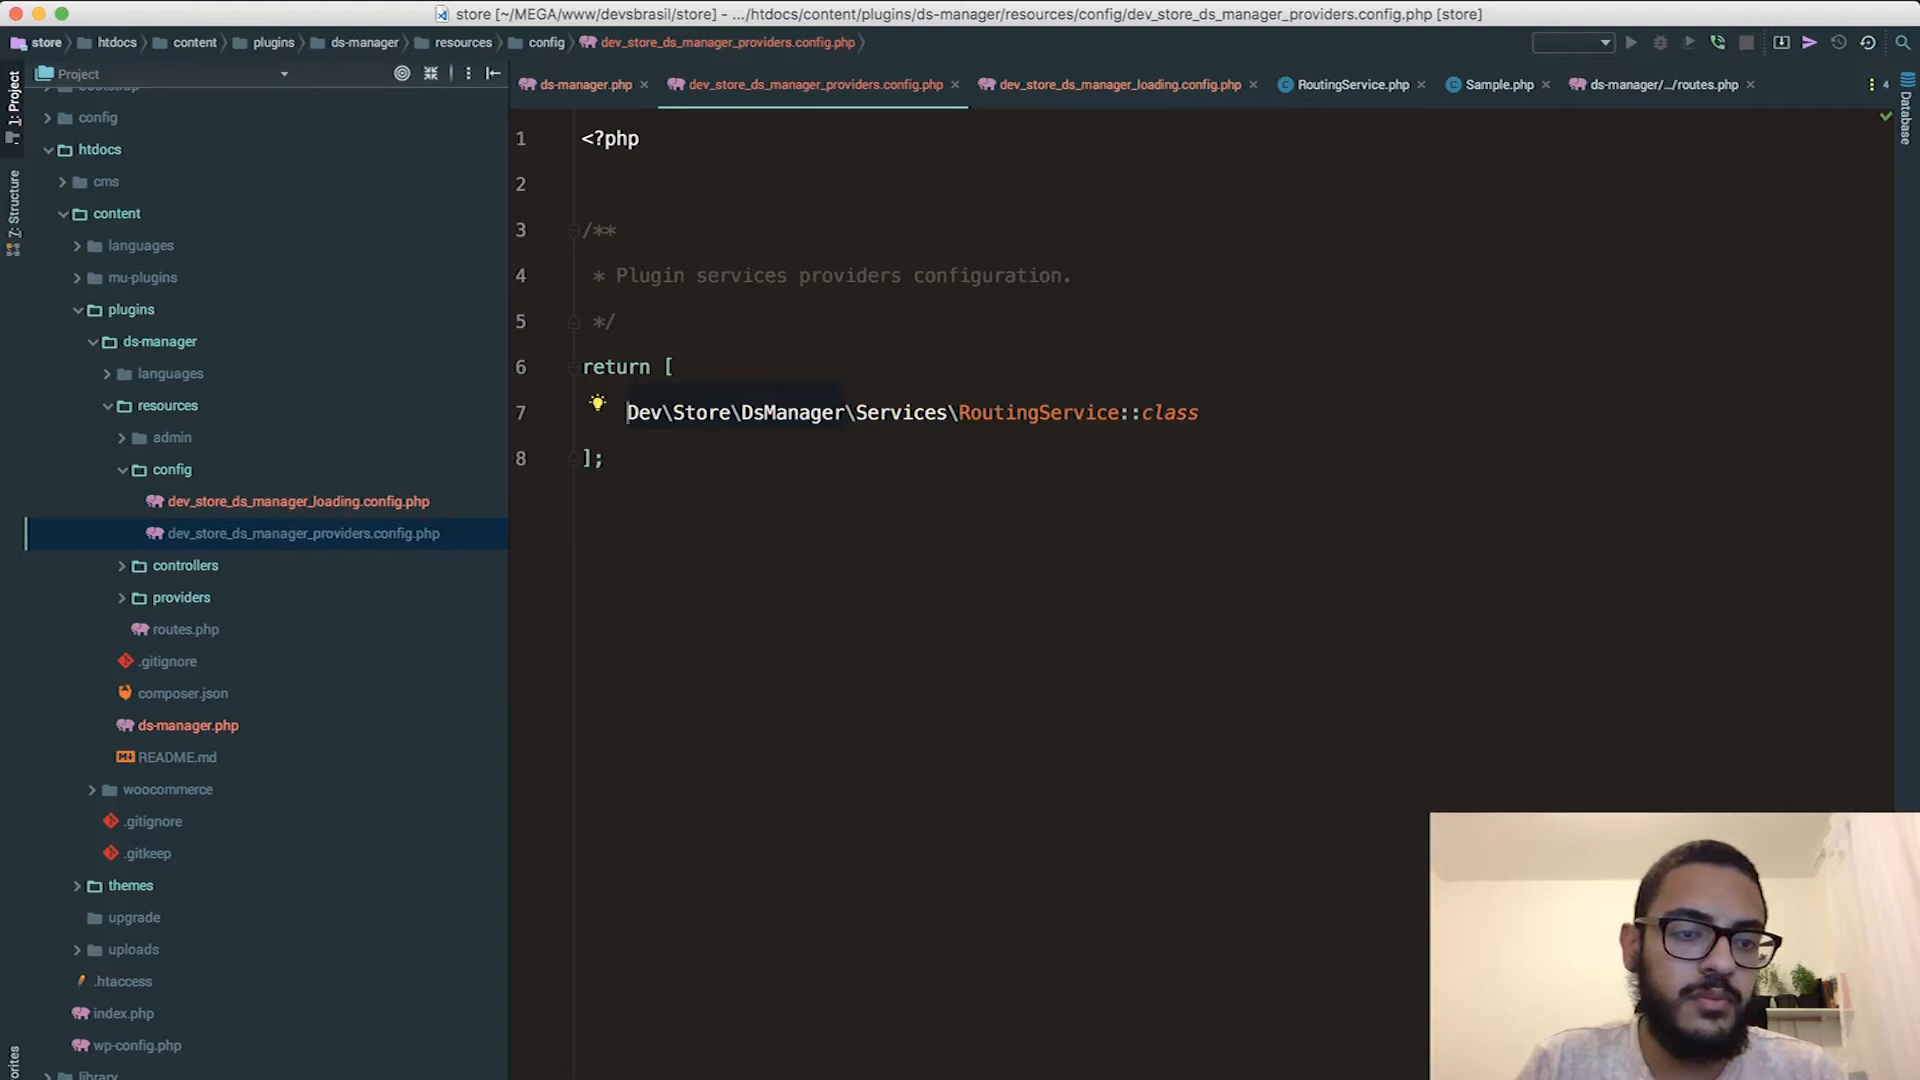 store [~/MEGA/www/devsbrasil/store] - .../htdocs/content/plugins/ds-manager/resources/config/dev_store_ds_manager_providers.config.php [store]
store htdocs content plugins ds-manager resources config dev_store_ds_manager_providers.config.php
Project
ds-manager.php
dev_store_ds_manager_providers.config.php
dev_store_ds_manager_loading.config.php
RoutingService.php
Sample.php
ds-manager/.../routes.php
4
1: Project
Z: Structure
Database
config
htdocs
cms
content
languages
mu-plugins
plugins
ds-manager
languages
resources
admin
config
dev_store_ds_manager_loading.config.php
dev_store_ds_manager_providers.config.php
controllers
providers
routes.php
.gitignore
composer.json
ds-manager.php
README.md
woocommerce
.gitignore
.gitkeep
themes
upgrade
uploads
.htaccess
index.php
wp-config.php
library
1 <?php
2
3 /**
4 * Plugin services providers configuration.
5 */
6 return [
7 Dev\Store\DsManager\Services\RoutingService::class
8 ];